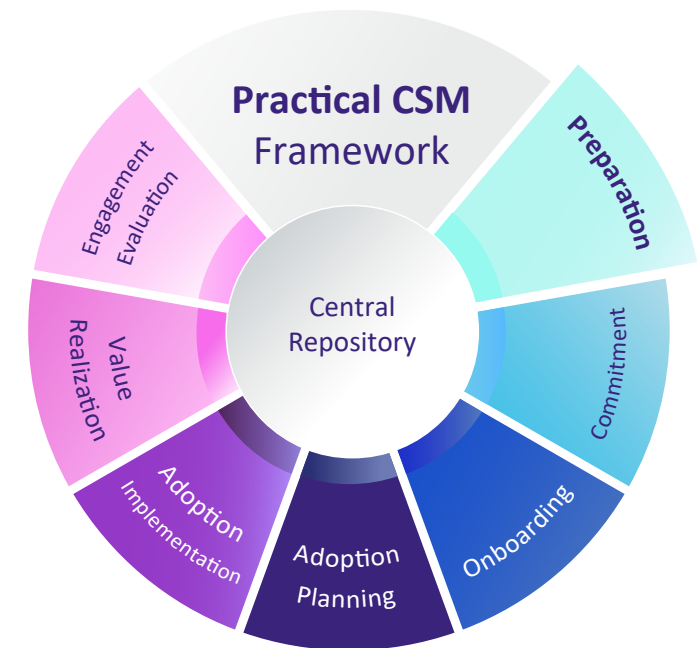 Practical CSM
Framework
Preparation
Commitment
Onboarding
Adoption
Planning
Adoption
Implementation
Value
Realization
Engagement
Evaluation
Central
Repository